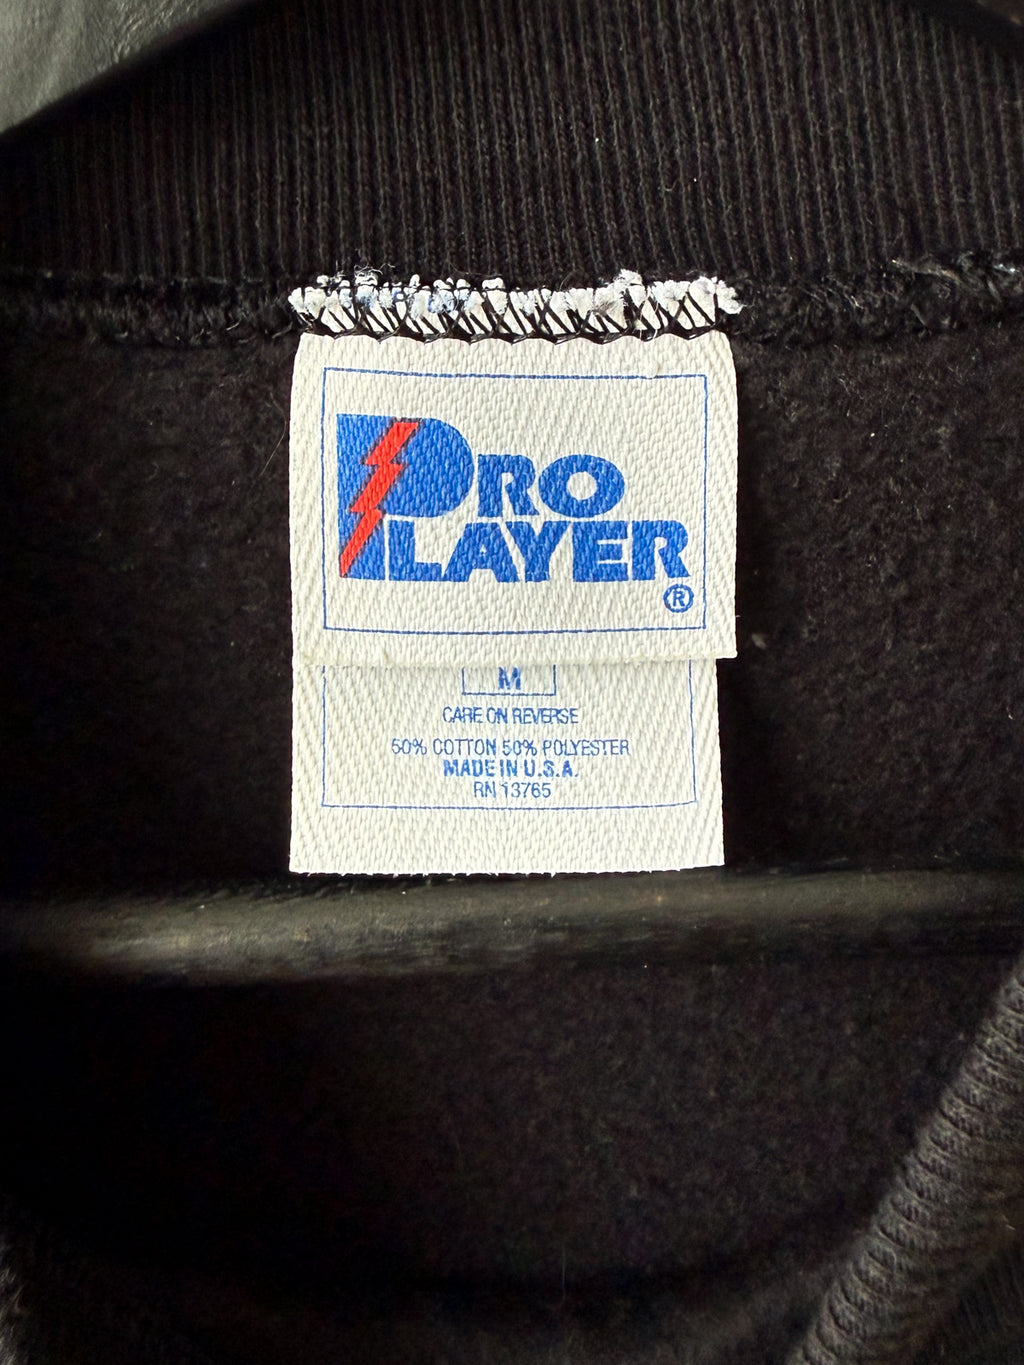 PRO
PLAYER
®
M
CARE ON REVERSE
50% COTTON 50% POLYESTER
MADE IN U.S.A.
RN 13765